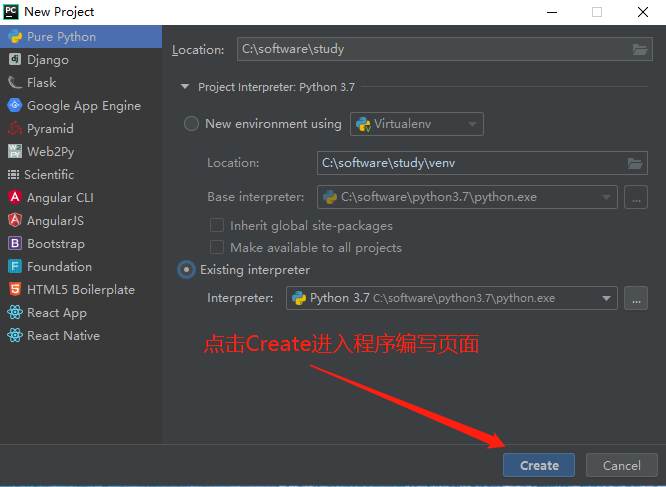 New Project
Pure Python
Django
Flask
Google App Engine
Pyramid
Web2Py
Scientific
Angular CLI
AngularJS
Bootstrap
Foundation
HTML5 Boilerplate
React App
React Native
Location: C:\software\study
Project Interpreter: Python 3.7
New environment using Virtualenv
Location: C:\software\study\venv
Base interpreter: C:\software\python3.7\python.exe ...
Inherit global site-packages
Make available to all projects
Existing interpreter
Interpreter: Python 3.7 C:\software\python3.7\python.exe ...
点击Create进入程序编写页面
Create Cancel